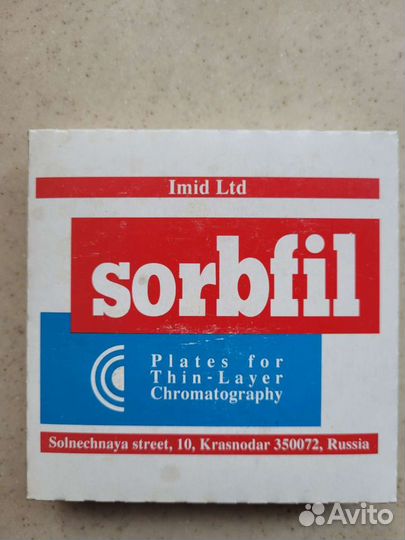 Imid Ltd
sorbfil
Plates for
Thin-Layer
Chromatography
Solnechnaya street, 10, Krasnodar 350072, Russia
Avito